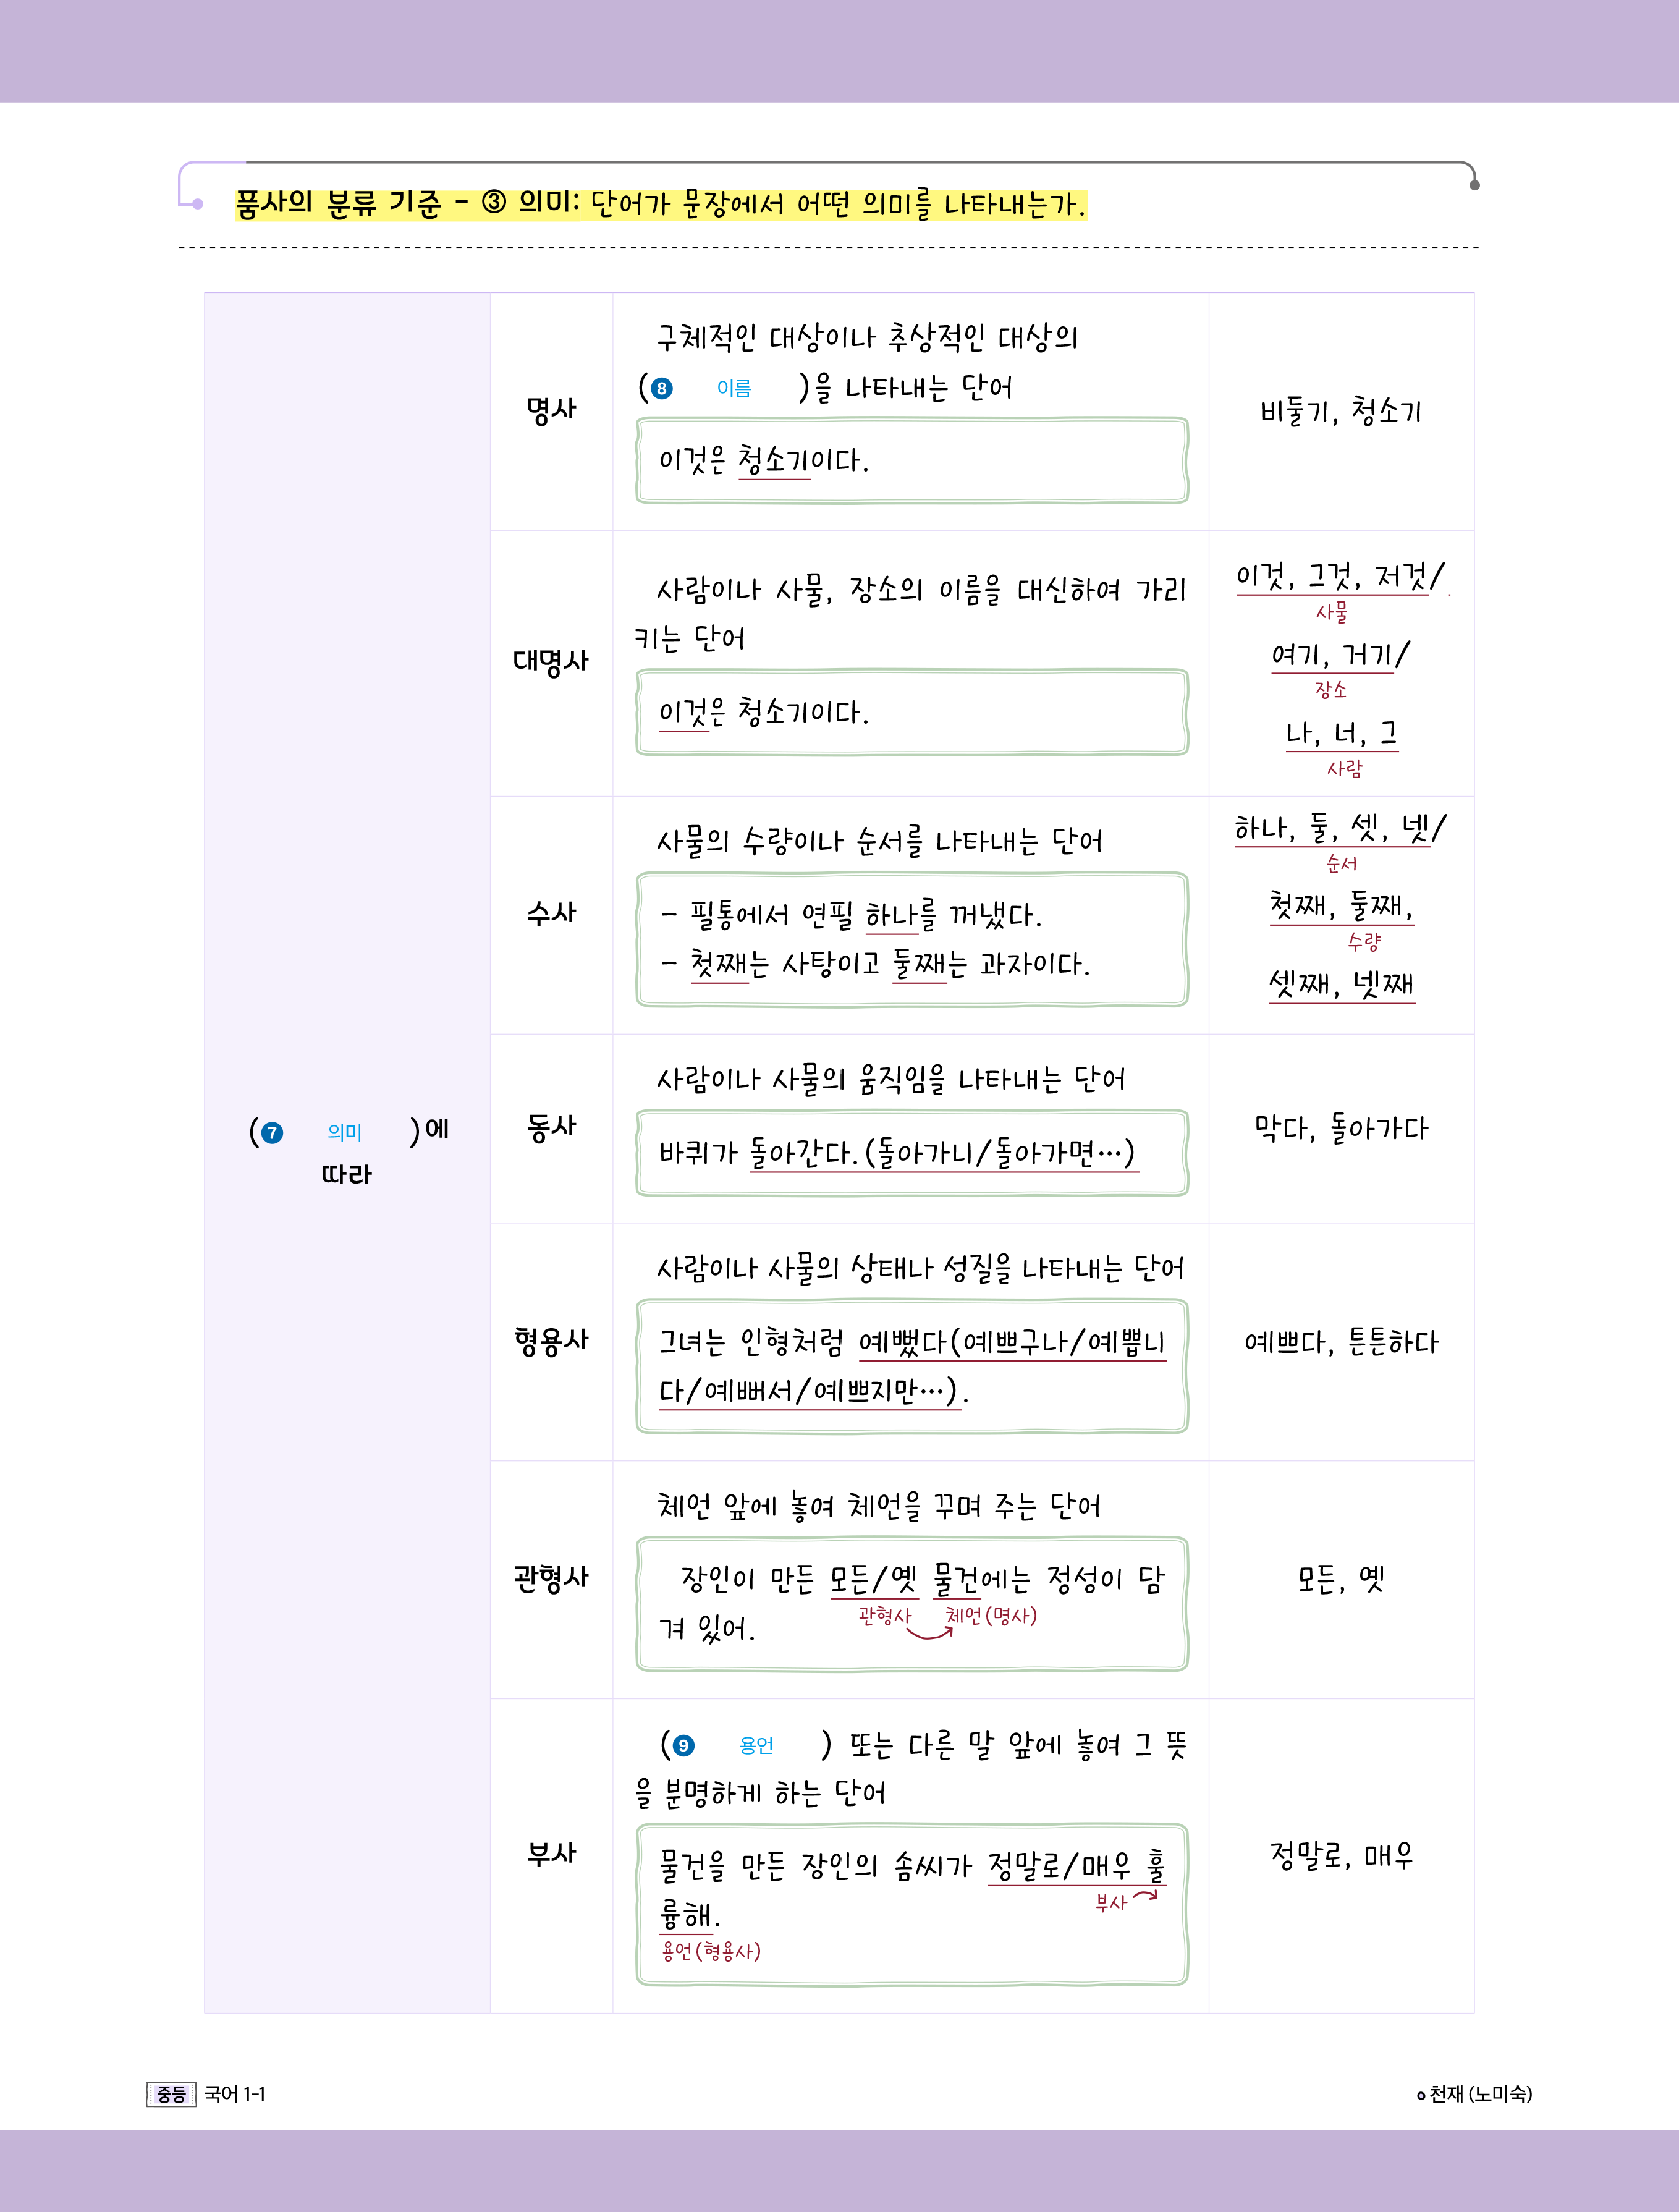 품사의 분류 기준 - ③ 의미: 단어가 문장에서 어떤 의미를 나타내는가.
(7 의미 )에
따라
명사
구체적인 대상이나 추상적인 대상의
(8 이름 )을 나타내는 단어
이것은 청소기이다.
비둘기, 청소기
대명사
사람이나 사물, 장소의 이름을 대신하여 가리
키는 단어
이것은 청소기이다.
이것, 그것, 저것/
사물
여기, 거기/
장소
나, 너, 그
사람
수사
사물의 수량이나 순서를 나타내는 단어
- 필통에서 연필 하나를 꺼냈다.
- 첫째는 사탕이고 둘째는 과자이다.
하나, 둘, 셋, 넷/
순서
첫째, 둘째,
수량
셋째, 넷째
동사
사람이나 사물의 움직임을 나타내는 단어
바퀴가 돌아간다.(돌아가니/돌아가면…)
막다, 돌아가다
형용사
사람이나 사물의 상태나 성질을 나타내는 단어
그녀는 인형처럼 예뻤다(예쁘구나/예쁩니
다/예뻐서/예쁘지만…).
예쁘다, 튼튼하다
관형사
체언 앞에 놓여 체언을 꾸며 주는 단어
장인이 만든 모든/옛 물건에는 정성이 담
관형사 체언(명사)
겨 있어.
모든, 옛
부사
(9 용언 ) 또는 다른 말 앞에 놓여 그 뜻
을 분명하게 하는 단어
물건을 만든 장인의 솜씨가 정말로/매우 훌
부사
륭해.
용언(형용사)
정말로, 매우
중등 국어 1-1
천재 (노미숙)